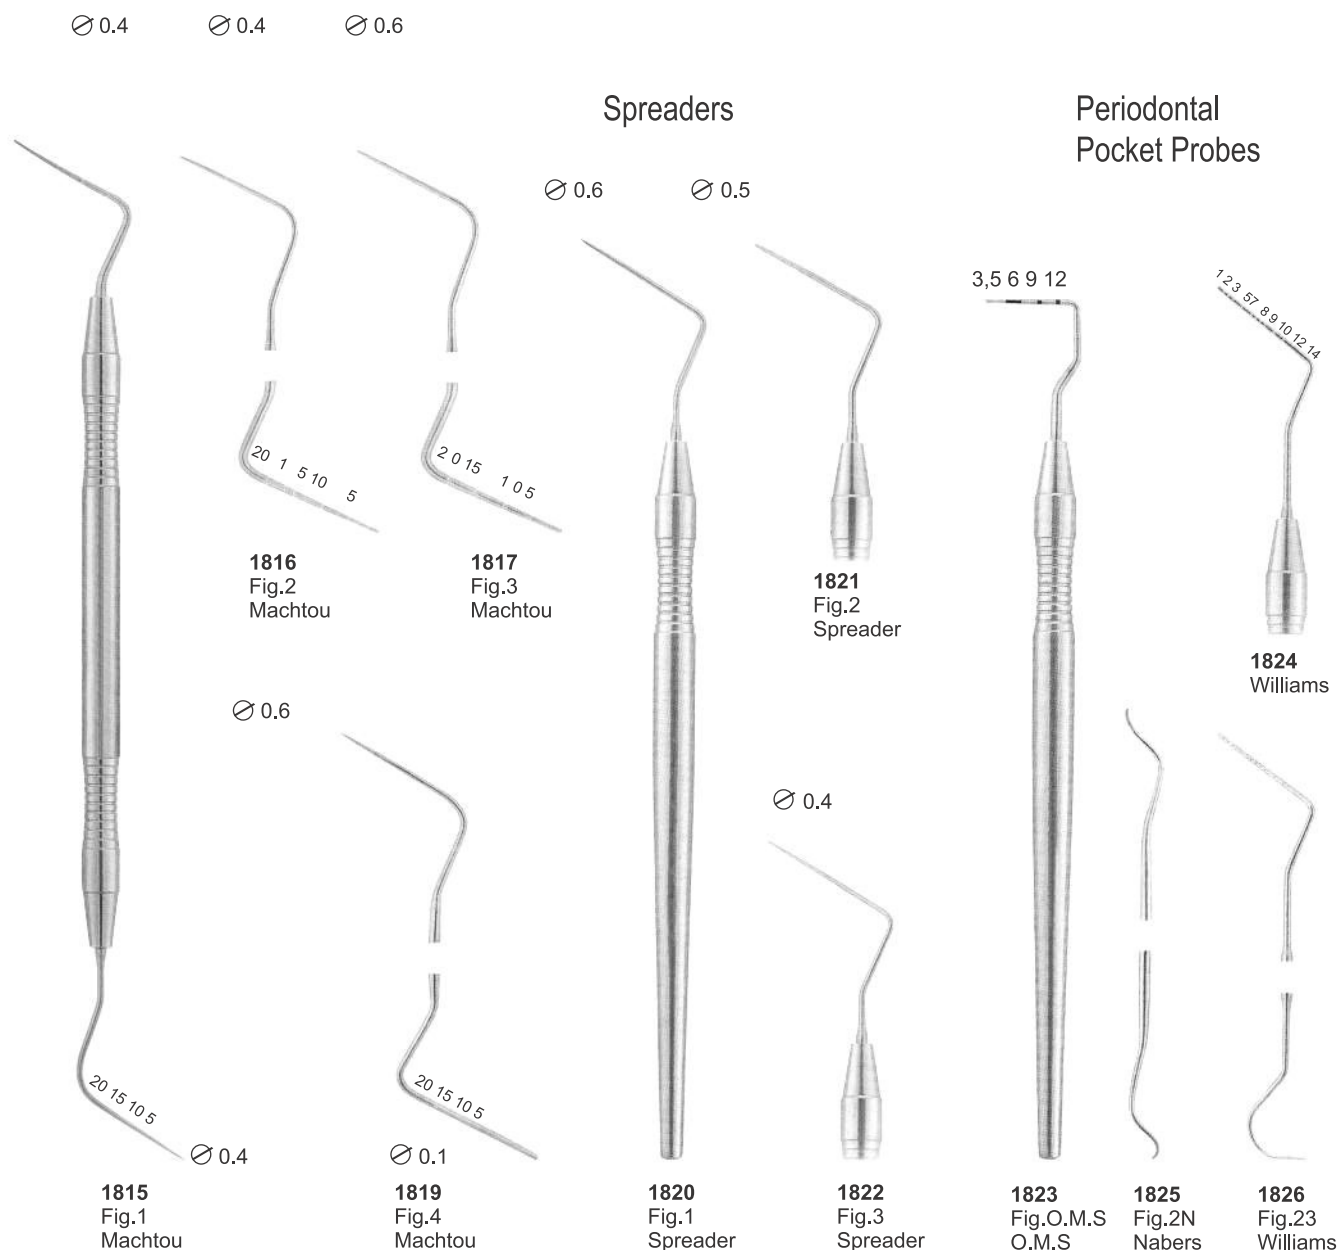 ⌀ 0.4
⌀ 0.4
⌀ 0.6
Spreaders
Periodontal
Pocket Probes
⌀ 0.6
⌀ 0.5
3,5 6 9 12
1 2 3 57 8 9 10 12 14
20 1 5 10 5
2 0 15 1 0 5
1816
Fig.2
Machtou
1817
Fig.3
Machtou
1821
Fig.2
Spreader
1824
Williams
⌀ 0.6
⌀ 0.4
20 15 10 5
⌀ 0.4
20 15 10 5
⌀ 0.1
1815
Fig.1
Machtou
1819
Fig.4
Machtou
1820
Fig.1
Spreader
1822
Fig.3
Spreader
1823
Fig.O.M.S
O.M.S
1825
Fig.2N
Nabers
1826
Fig.23
Williams